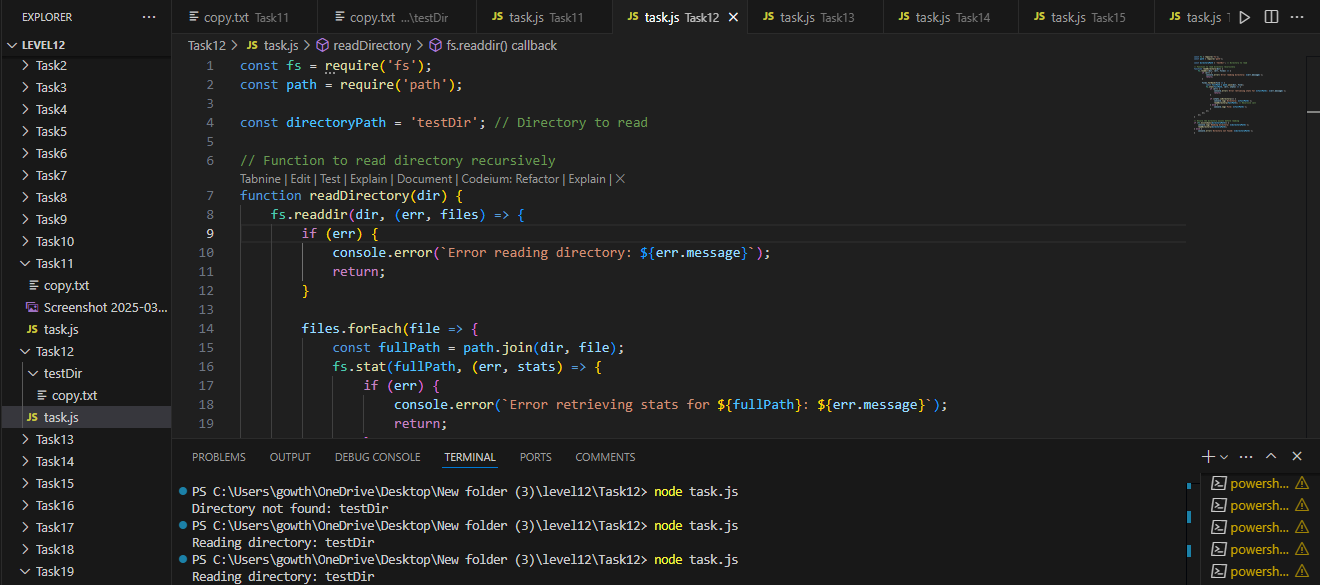 EXPLORER ...
LEVEL12
Task2
Task3
Task4
Task5
Task6
Task7
Task8
Task9
Task10
Task11
copy.txt
Screenshot 2025-03...
JS task.js
Task12
testDir
copy.txt
JS task.js
Task13
Task14
Task15
Task16
Task17
Task18
Task19
copy.txt Task11
copy.txt ...\testDir
JS task.js Task11
JS task.js Task12
JS task.js Task13
JS task.js Task14
JS task.js Task15
JS task.js
Task12 > JS task.js > readDirectory > fs.readdir() callback
1 const fs = require('fs');
2 const path = require('path');
3
4 const directoryPath = 'testDir'; // Directory to read
5
6 // Function to read directory recursively
Tabnine | Edit | Test | Explain | Document | Codeium: Refactor | Explain | X
7 function readDirectory(dir) {
8 fs.readdir(dir, (err, files) => {
9 if (err) {
10 console.error(`Error reading directory: ${err.message}`);
11 return;
12 }
13
14 files.forEach(file => {
15 const fullPath = path.join(dir, file);
16 fs.stat(fullPath, (err, stats) => {
17 if (err) {
18 console.error(`Error retrieving stats for ${fullPath}: ${err.message}`);
19 return;
PROBLEMS OUTPUT DEBUG CONSOLE TERMINAL PORTS COMMENTS
PS C:\Users\gowth\OneDrive\Desktop\New folder (3)\level12\Task12> node task.js
Directory not found: testDir
PS C:\Users\gowth\OneDrive\Desktop\New folder (3)\level12\Task12> node task.js
Reading directory: testDir
PS C:\Users\gowth\OneDrive\Desktop\New folder (3)\level12\Task12> node task.js
Reading directory: testDir
powersh...
powersh...
powersh...
powersh...
powersh...